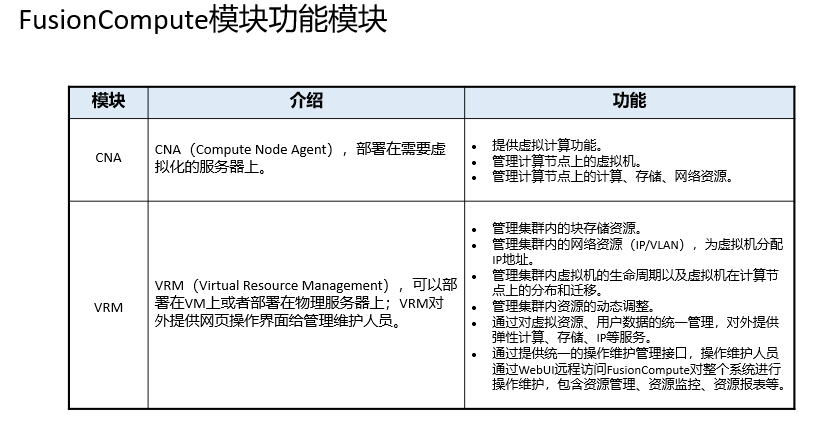 FusionCompute模块功能模块
模块
介绍
功能
CNA
CNA（Compute Node Agent），部署在需要虚
拟化的服务器上。
• 提供虚拟计算功能。
• 管理计算节点上的虚拟机。
• 管理计算节点上的计算、存储、网络资源。
VRM
VRM（Virtual Resource Management），可以部
署在VM上或者部署在物理服务器上；VRM对
外提供网页操作界面给管理维护人员。
• 管理集群内的块存储资源。
• 管理集群内的网络资源（IP/VLAN），为虚拟机分配
IP地址。
• 管理集群内虚拟机的生命周期以及虚拟机在计算节
点上的分布和迁移。
• 管理集群内资源的动态调整。
• 通过对虚拟资源、用户数据的统一管理，对外提供
弹性计算、存储、IP等服务。
• 通过提供统一的操作维护管理接口，操作维护人员
通过WebUI远程访问FusionCompute对整个系统进行
操作维护，包含资源管理、资源监控、资源报表等。